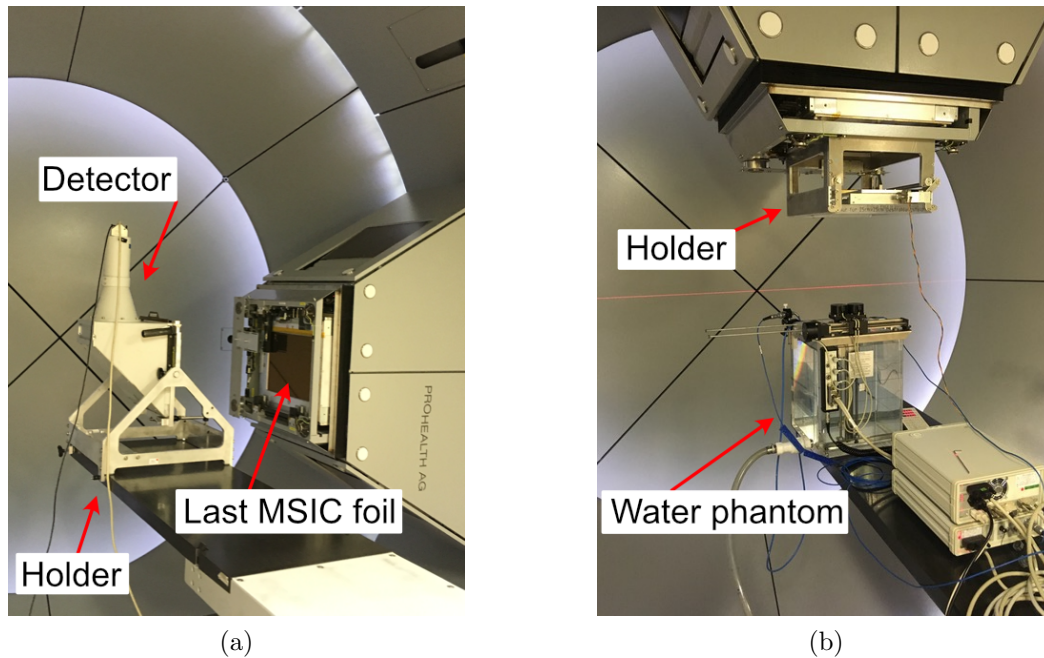 Detector
Last MSIC foil
Holder
PROHEALTH AG
(a)
Holder
Water phantom
(b)